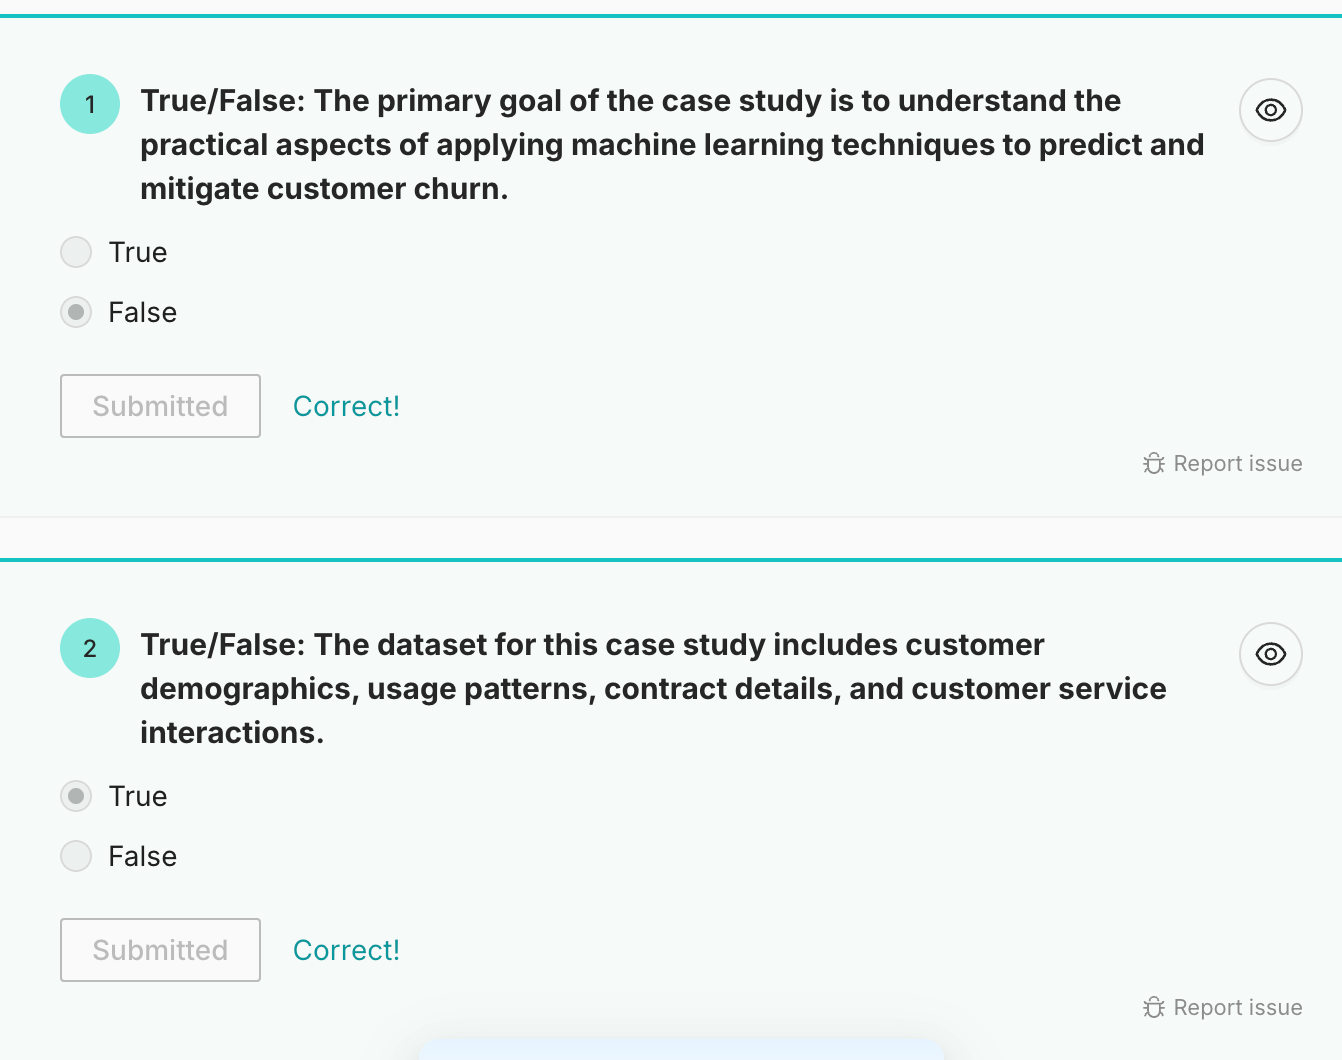 1
True/False: The primary goal of the case study is to understand the
practical aspects of applying machine learning techniques to predict and
mitigate customer churn.
True
False
Submitted
Correct!
Report issue
2
True/False: The dataset for this case study includes customer
demographics, usage patterns, contract details, and customer service
interactions.
True
False
Submitted
Correct!
Report issue